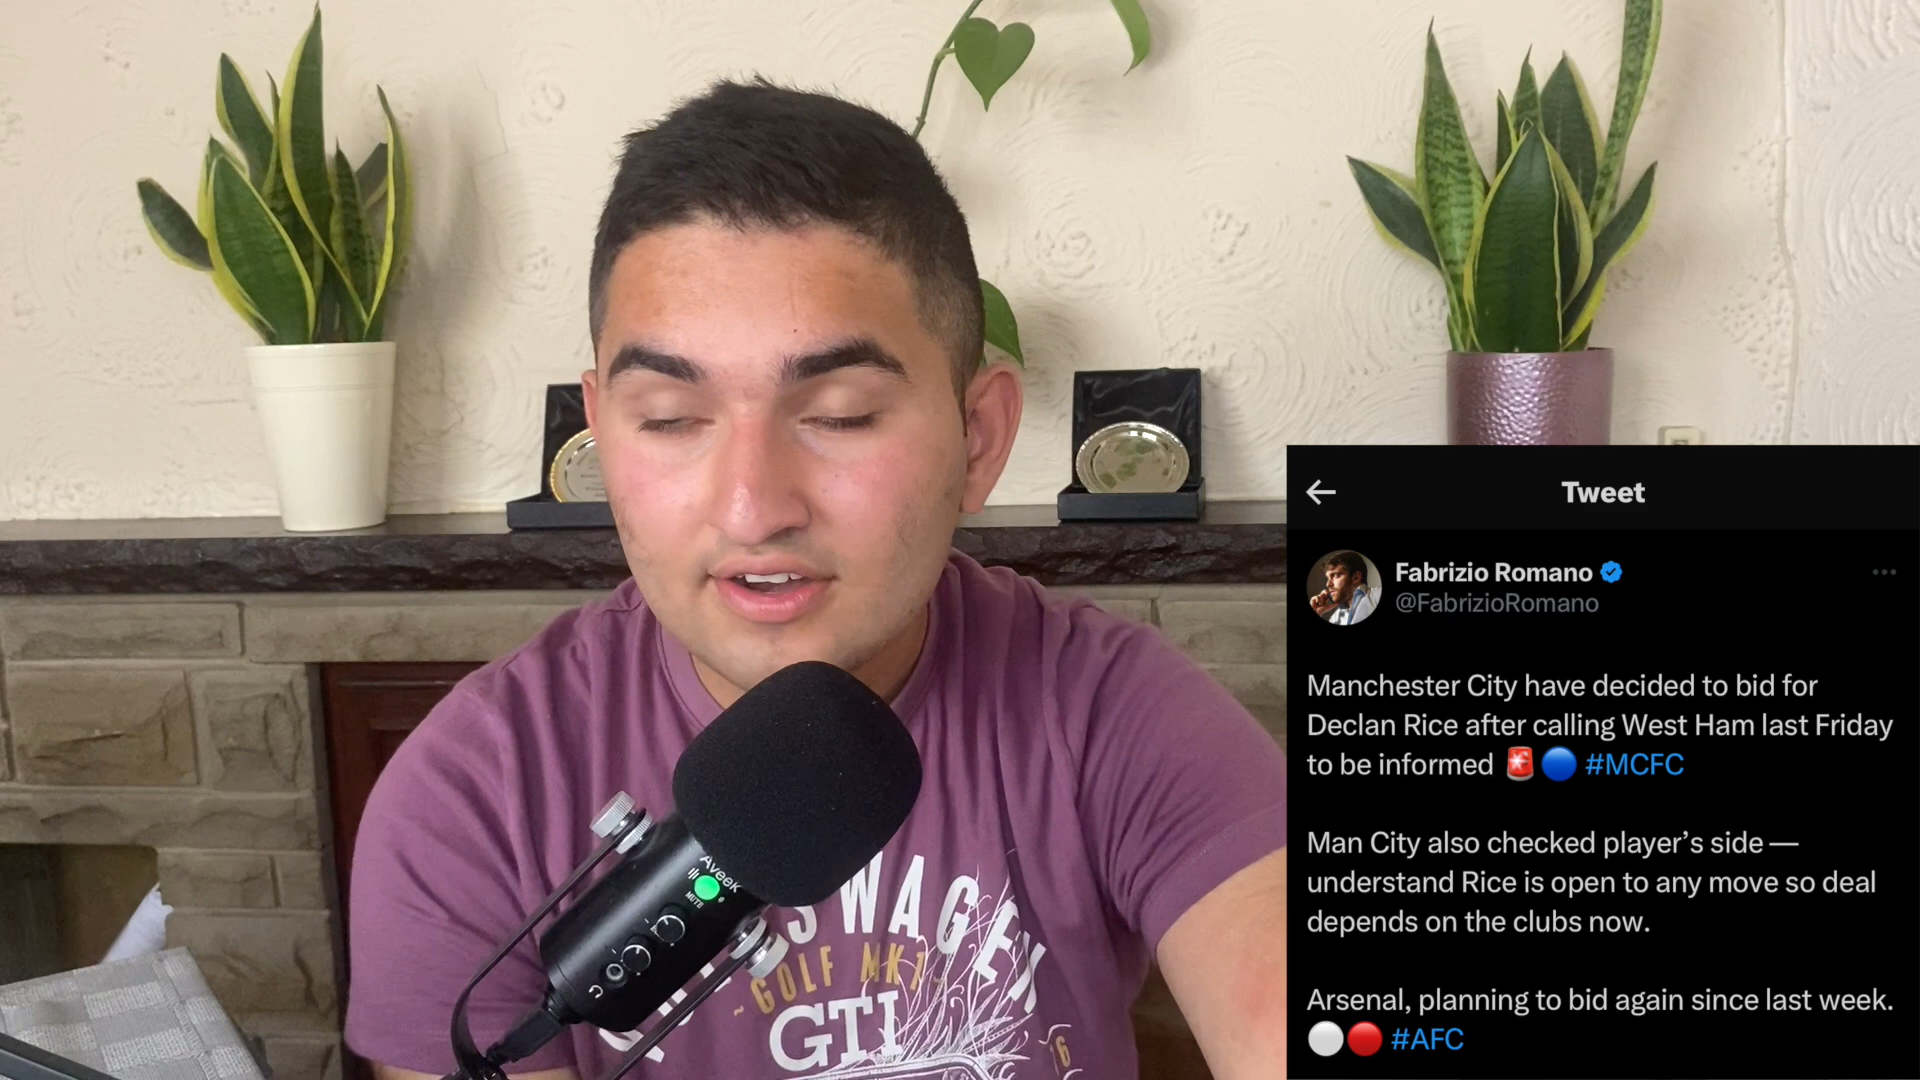 Tweet
Fabrizio Romano
@FabrizioRomano
Manchester City have decided to bid for
Declan Rice after calling West Ham last Friday
to be informed 🚨🔵 #MCFC
Man City also checked player’s side —
understand Rice is open to any move so deal
depends on the clubs now.
Arsenal, planning to bid again since last week.
⚪🔴 #AFC
Aveek
MUTE
GOLF MK1
GTI